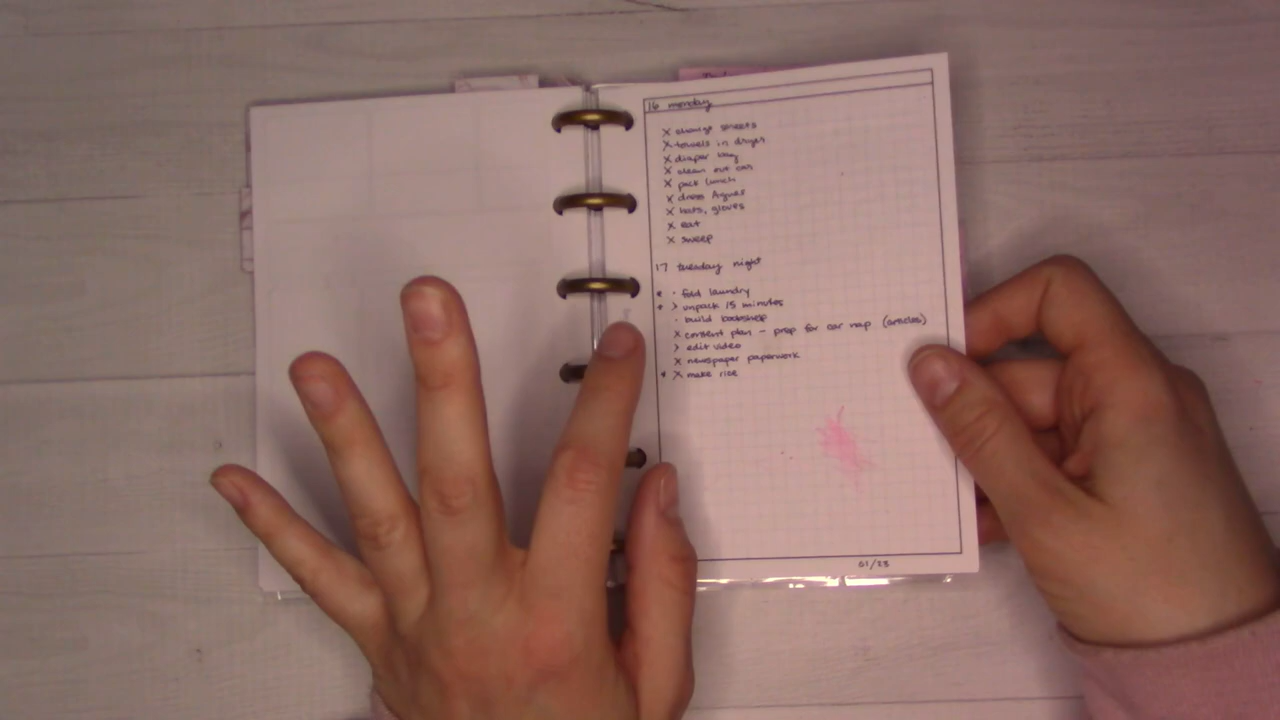 16 monday
x change sheets
x towels in dryer
x diaper bag
x clean out car
x pack lunch
x dress August
x hats, gloves
x eat
x sweep
17 tuesday night
* · fold laundry
* > unpack 15 minutes
· build bookshelf
x content plan – prep for car nap (articles)
> edit video
x newspaper paperwork
* x make rice
01/23